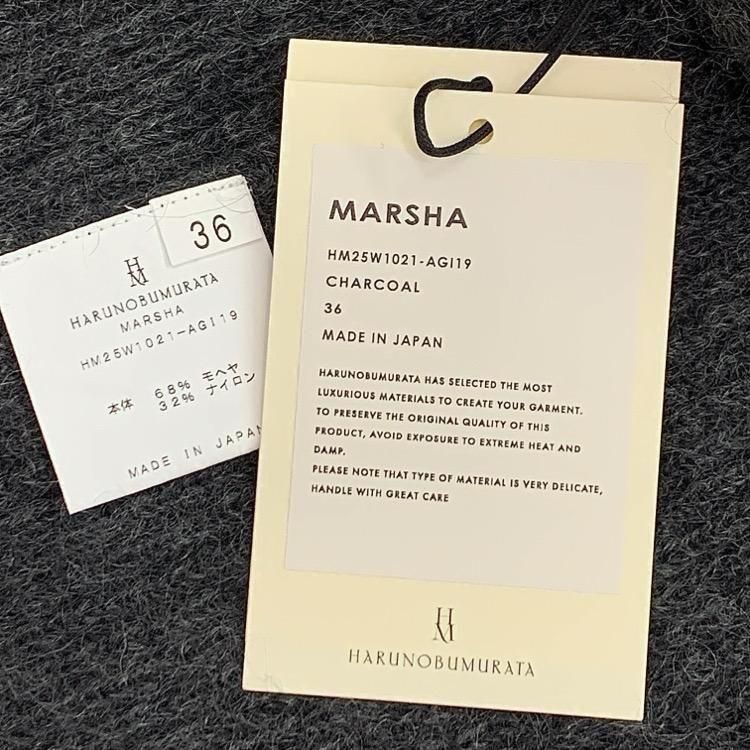 36
HM
HARUNOBUMURATA
MARSHA
HM25W1021-AGI19
本体 68% モヘヤ
32% ナイロン
MADE IN JAPAN
MARSHA
HM25W1021-AGI19
CHARCOAL
36
MADE IN JAPAN
HARUNOBUMURATA HAS SELECTED THE MOST
LUXURIOUS MATERIALS TO CREATE YOUR GARMENT.
TO PRESERVE THE ORIGINAL QUALITY OF THIS
PRODUCT, AVOID EXPOSURE TO EXTREME HEAT AND
DAMP.
PLEASE NOTE THAT TYPE OF MATERIAL IS VERY DELICATE,
HANDLE WITH GREAT CARE
HM
HARUNOBUMURATA